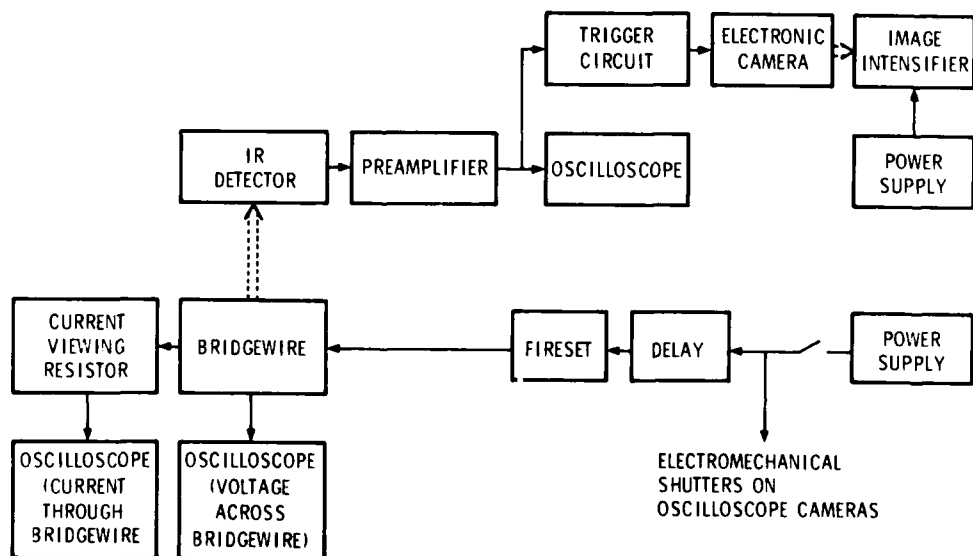 TRIGGER
CIRCUIT
ELECTRONIC
CAMERA
IMAGE
INTENSIFIER
IR
DETECTOR
PREAMPLIFIER
OSCILLOSCOPE
POWER
SUPPLY
CURRENT
VIEWING
RESISTOR
BRIDGEWIRE
FIRESET
DELAY
POWER
SUPPLY
OSCILLOSCOPE
(CURRENT
THROUGH
BRIDGEWIRE
OSCILLOSCOPE
(VOLTAGE
ACROSS
BRIDGEWIRE)
ELECTROMECHANICAL
SHUTTERS ON
OSCILLOSCOPE CAMERAS